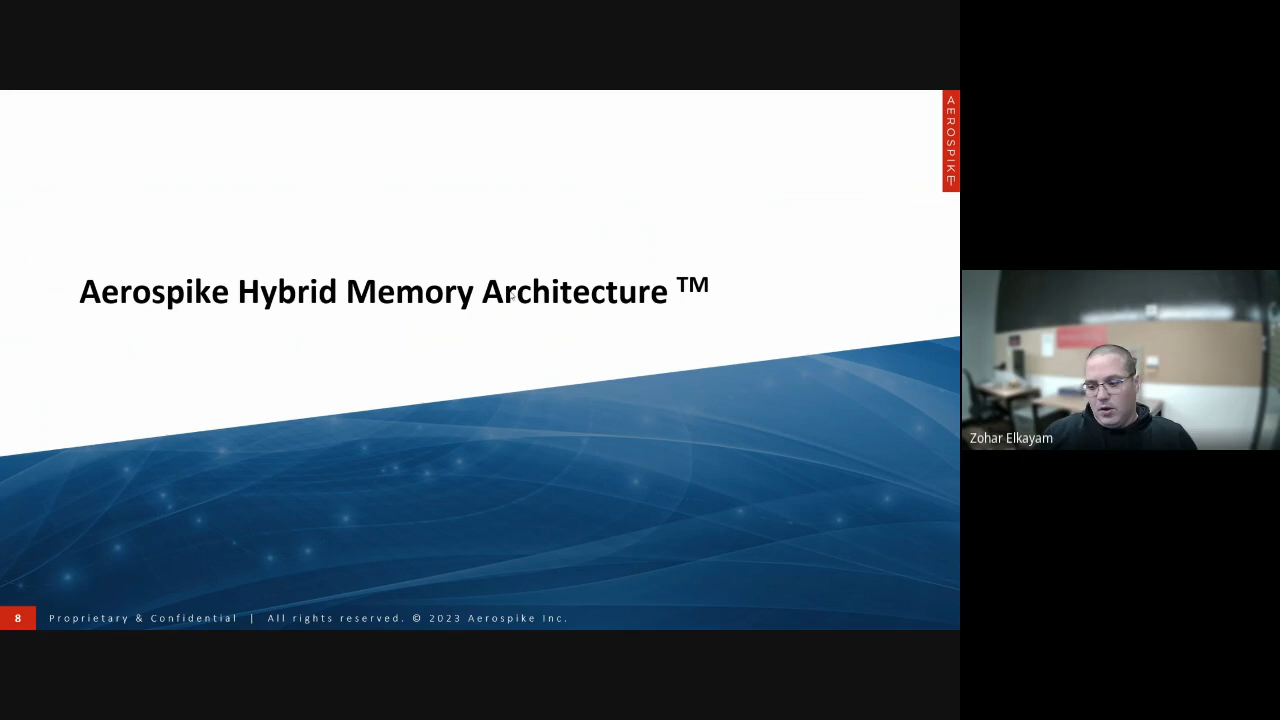 AEROSPIKE
Aerospike Hybrid Memory Architecture ™
Zohar Elkayam
8 Proprietary & Confidential | All rights reserved. © 2023 Aerospike Inc.